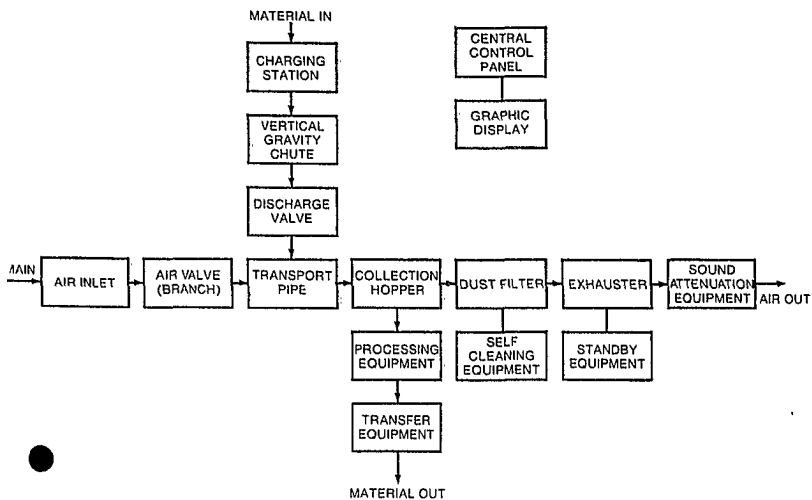 MATERIAL IN
CHARGING
STATION
VERTICAL
GRAVITY
CHUTE
DISCHARGE
VALVE
CENTRAL
CONTROL
PANEL
GRAPHIC
DISPLAY
AIR INLET
AIR VALVE
(BRANCH)
TRANSPORT
PIPE
COLLECTION
HOPPER
DUST FILTER
EXHAUSTER
SOUND
ATTENUATION
EQUIPMENT
AIR OUT
PROCESSING
EQUIPMENT
SELF
CLEANING
EQUIPMENT
STANDBY
EQUIPMENT
TRANSFER
EQUIPMENT
MATERIAL OUT